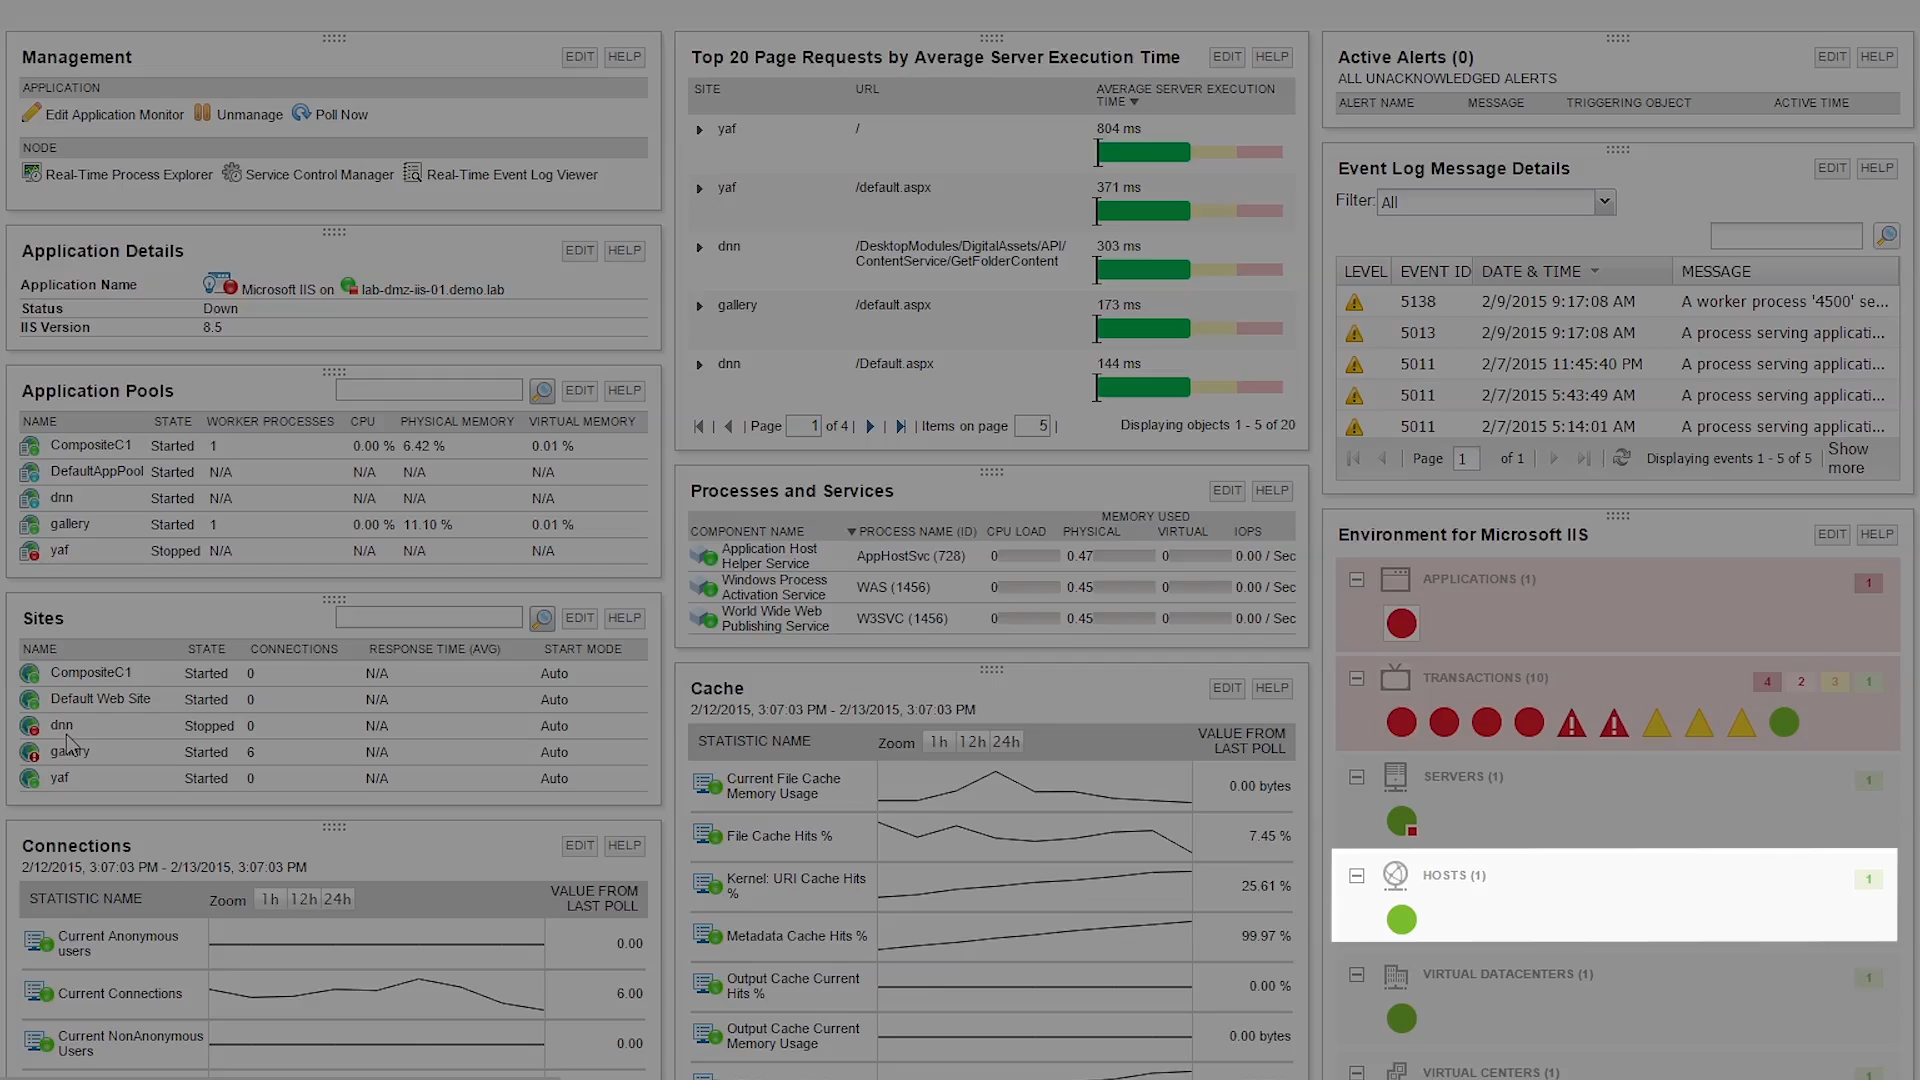 Management
EDIT HELP
APPLICATION
Edit Application Monitor Unmanage Poll Now
NODE
Real-Time Process Explorer Service Control Manager Real-Time Event Log Viewer
Application Details
EDIT HELP
Application Name Microsoft IIS on lab-dmz-iis-01.demo.lab
Status Down
IIS Version 8.5
Application Pools
EDIT HELP
NAME STATE WORKER PROCESSES CPU PHYSICAL MEMORY VIRTUAL MEMORY
CompositeC1 Started 1 0.00 % 6.42 % 0.01 %
DefaultAppPool Started N/A N/A N/A N/A
dnn Started N/A N/A N/A N/A
gallery Started 1 0.00 % 11.10 % 0.01 %
yaf Stopped N/A N/A N/A N/A
Sites
EDIT HELP
NAME STATE CONNECTIONS RESPONSE TIME (AVG) START MODE
CompositeC1 Started 0 N/A Auto
Default Web Site Started 0 N/A Auto
dnn Stopped 0 N/A Auto
gallery Started 6 N/A Auto
yaf Started 0 N/A Auto
Connections
EDIT HELP
2/12/2015, 3:07:03 PM - 2/13/2015, 3:07:03 PM
STATISTIC NAME Zoom 1h 12h 24h VALUE FROM
LAST POLL
Current Anonymous
users
0.00
Current Connections 6.00
Current NonAnonymous
Users
0.00
Top 20 Page Requests by Average Server Execution Time
EDIT HELP
SITE URL AVERAGE SERVER EXECUTION
TIME
yaf / 804 ms
yaf /default.aspx 371 ms
dnn /DesktopModules/DigitalAssets/API/
ContentService/GetFolderContent
303 ms
gallery /default.aspx 173 ms
dnn /Default.aspx 144 ms
| | Page 1 of 4 | | | Items on page 5 | Displaying objects 1 - 5 of 20
Processes and Services
EDIT HELP
MEMORY USED
COMPONENT NAME PROCESS NAME (ID) CPU LOAD PHYSICAL VIRTUAL IOPS
Application Host
Helper Service
AppHostSvc (728) 0 0.47 0 0.00 / Sec
Windows Process
Activation Service
WAS (1456) 0 0.45 0 0.00 / Sec
World Wide Web
Publishing Service
W3SVC (1456) 0 0.45 0 0.00 / Sec
Cache
EDIT HELP
2/12/2015, 3:07:03 PM - 2/13/2015, 3:07:03 PM
STATISTIC NAME Zoom 1h 12h 24h VALUE FROM
LAST POLL
Current File Cache
Memory Usage
0.00 bytes
File Cache Hits % 7.45 %
Kernel: URI Cache Hits
%
25.61 %
Metadata Cache Hits % 99.97 %
Output Cache Current
Hits %
0.00 %
Output Cache Current
Memory Usage
0.00 bytes
Active Alerts (0)
EDIT HELP
ALL UNACKNOWLEDGED ALERTS
ALERT NAME MESSAGE TRIGGERING OBJECT ACTIVE TIME
Event Log Message Details
EDIT HELP
Filter: All
LEVEL EVENT ID DATE & TIME MESSAGE
5138 2/9/2015 9:17:08 AM A worker process '4500' se...
5013 2/9/2015 9:17:08 AM A process serving applicati...
5011 2/7/2015 11:45:40 PM A process serving applicati...
5011 2/7/2015 5:43:49 AM A process serving applicati...
5011 2/7/2015 5:14:01 AM A process serving applicati...
Page 1 of 1 Displaying events 1 - 5 of 5 Show
more
Environment for Microsoft IIS
EDIT HELP
APPLICATIONS (1) 1
TRANSACTIONS (10) 4 2 3 1
SERVERS (1) 1
HOSTS (1) 1
VIRTUAL DATACENTERS (1) 1
VIRTUAL CENTERS (1) 1